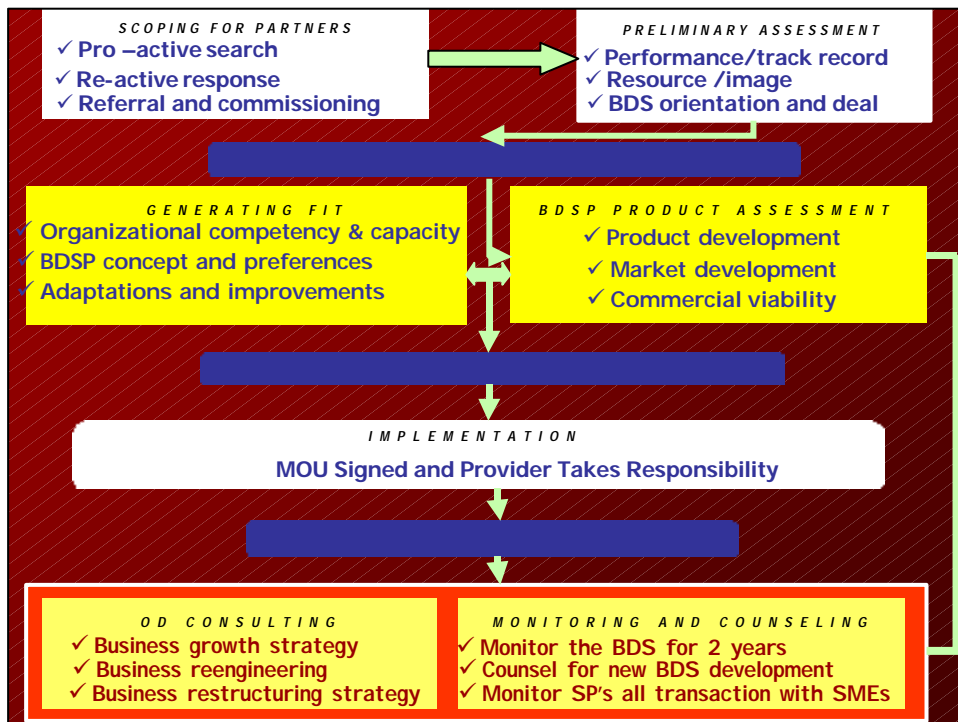 SCOPING FOR PARTNERS
✓ Pro –active search
✓ Re-active response
✓ Referral and commissioning
PRELIMINARY ASSESSMENT
✓ Performance/track record
✓ Resource /image
✓ BDS orientation and deal
GENERATING FIT
✓ Organizational competency & capacity
✓ BDSP concept and preferences
✓ Adaptations and improvements
BDSP PRODUCT ASSESSMENT
✓ Product development
✓ Market development
✓ Commercial viability
IMPLEMENTATION
MOU Signed and Provider Takes Responsibility
OD CONSULTING
✓ Business growth strategy
✓ Business reengineering
✓ Business restructuring strategy
MONITORING AND COUNSELING
✓ Monitor the BDS for 2 years
✓ Counsel for new BDS development
✓ Monitor SP's all transaction with SMEs